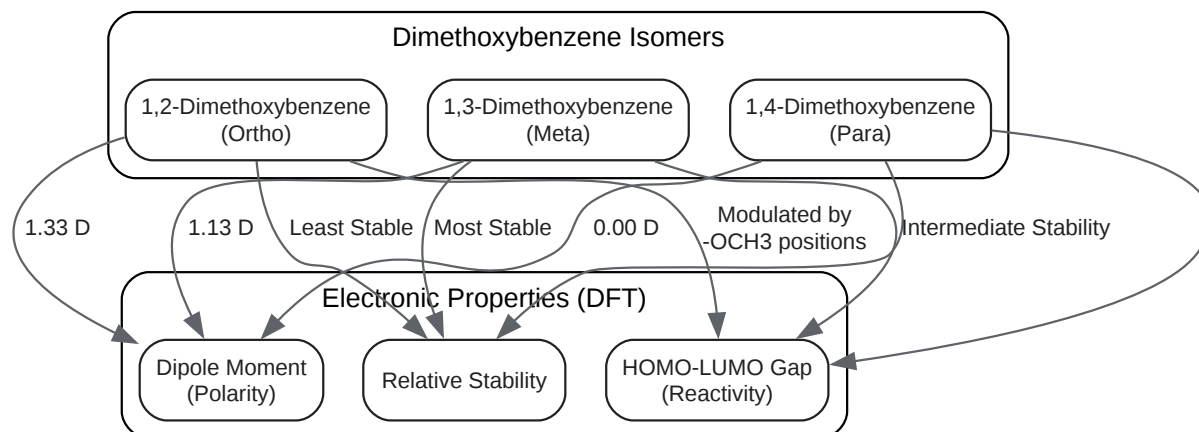 Dimethoxybenzene Isomers
1,2-Dimethoxybenzene
(Ortho)
1,3-Dimethoxybenzene
(Meta)
1,4-Dimethoxybenzene
(Para)
1.33 D
1.13 D
Least Stable
Most Stable
0.00 D
Modulated by
-OCH3 positions
Intermediate Stability
Electronic Properties (DFT)
Dipole Moment
(Polarity)
Relative Stability
HOMO-LUMO Gap
(Reactivity)